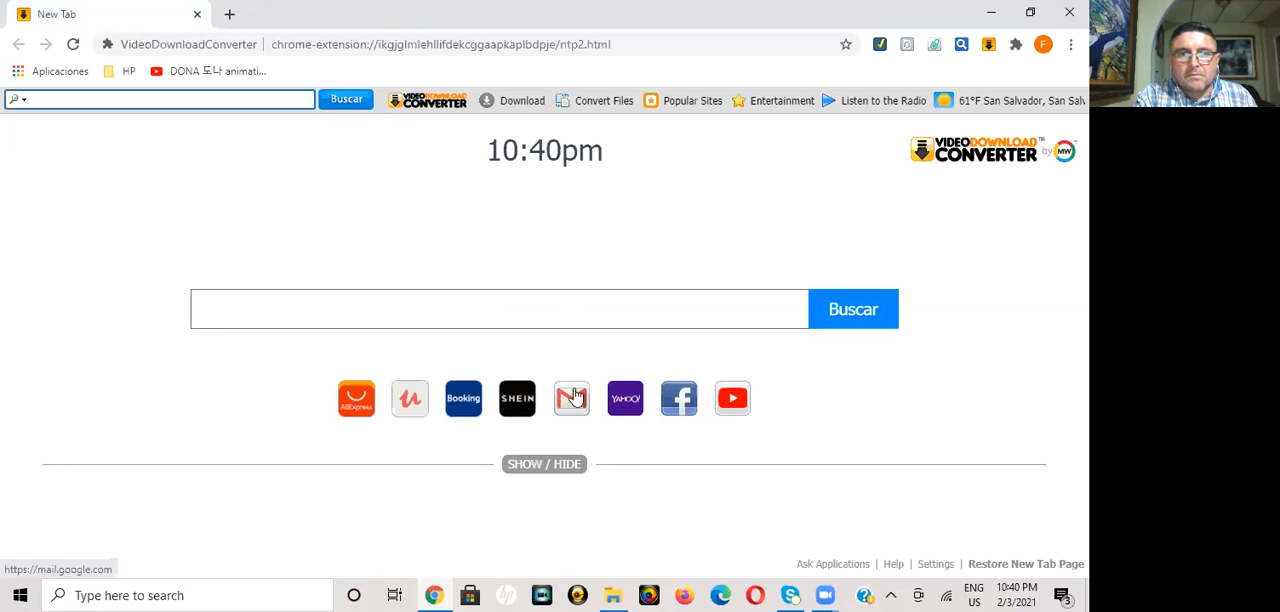 New Tab
VideoDownloadConverter | chrome-extension://ikgjglmlehllifdekcggaapkaplbdpje/ntp2.html
F
Aplicaciones HP DONA 도나 animati...
Buscar VIDEO DOWNLOAD CONVERTER Download Convert Files Popular Sites Entertainment Listen to the Radio 61°F San Salvador, San Salv
10:40pm
VIDEODOWNLOAD™
CONVERTER by MW
Buscar
AliExpress Booking SHEIN YAHOO!
SHOW / HIDE
Ask Applications | Help | Settings | Restore New Tab Page
https://mail.google.com
Type here to search
ENG
US
10:40 PM
2/3/2021
3